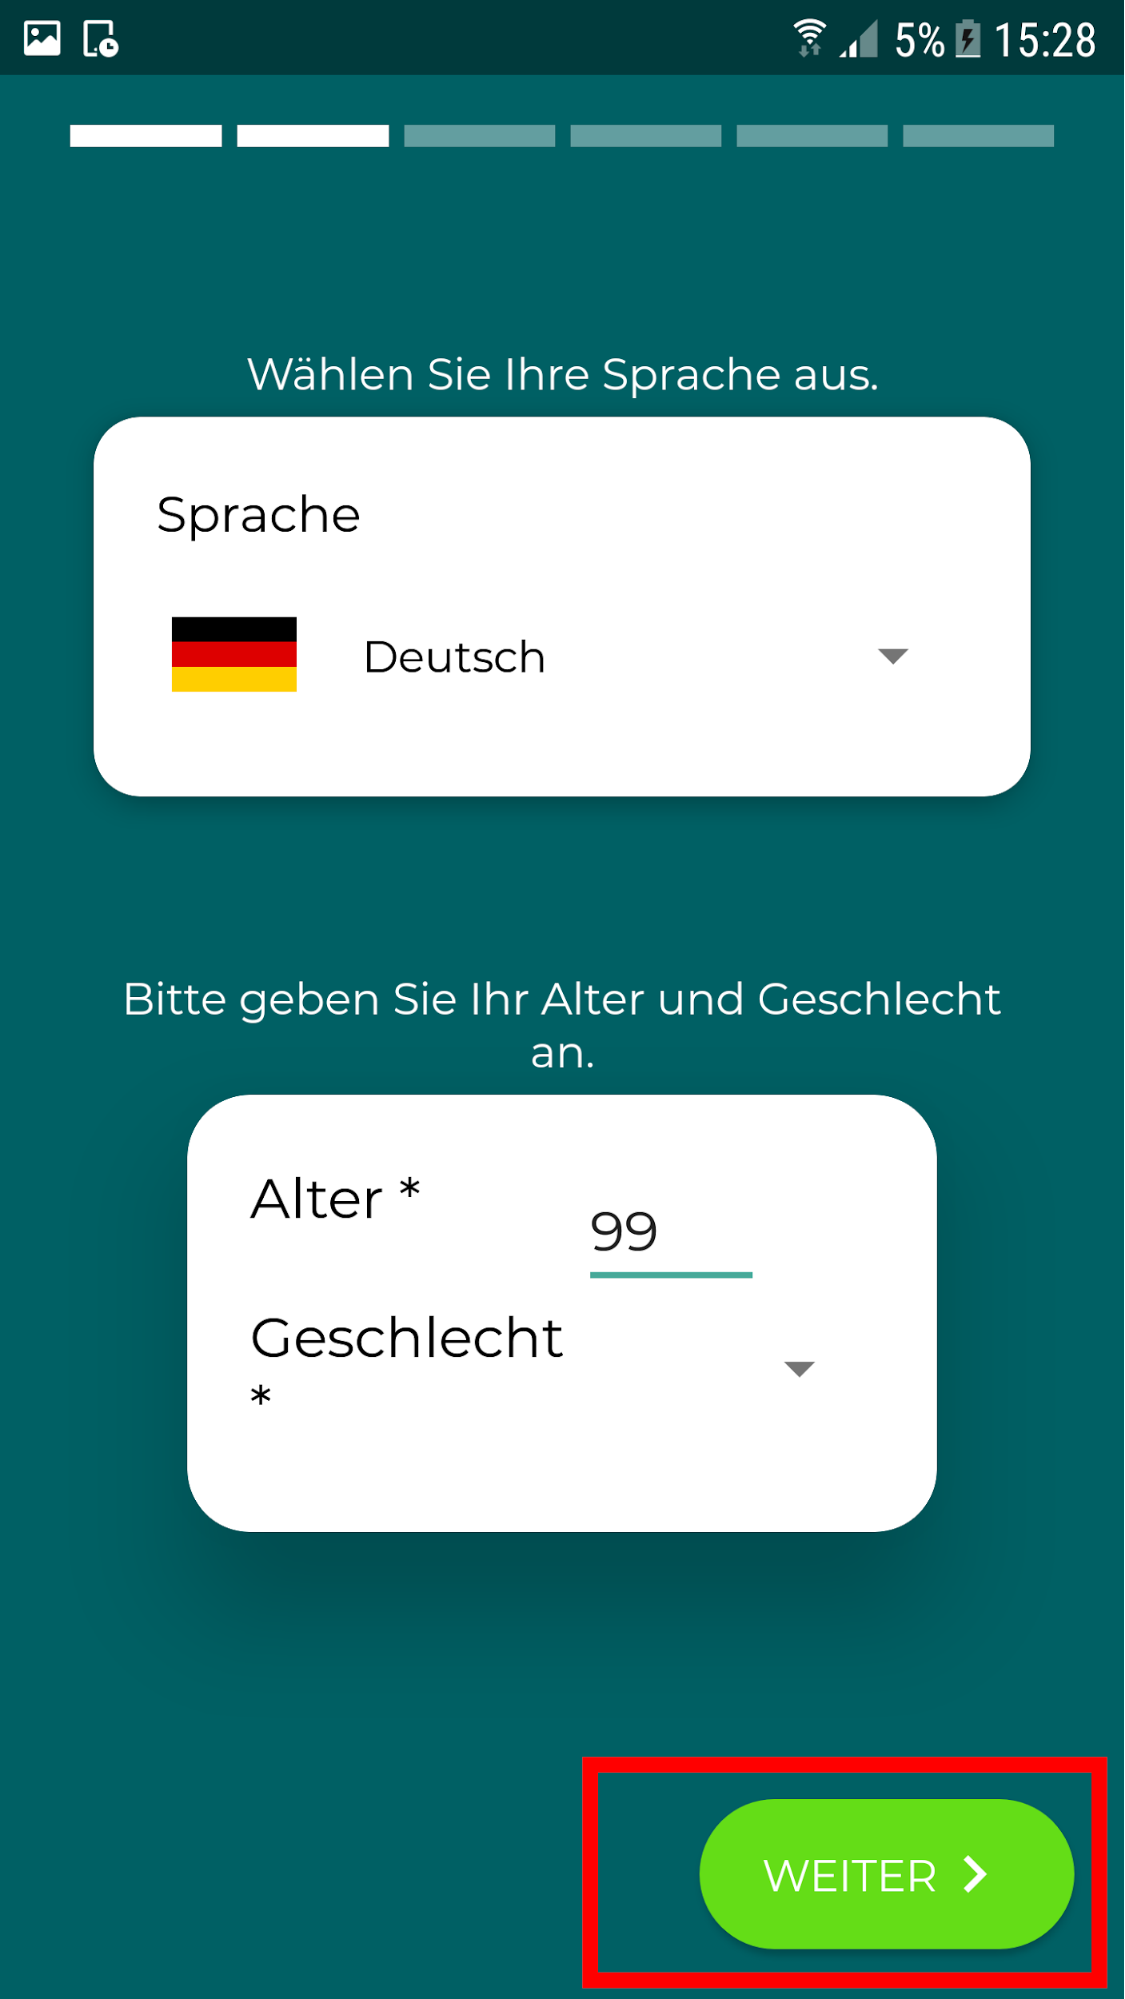 5% 15:28
Wählen Sie Ihre Sprache aus.
Sprache
Deutsch
Bitte geben Sie Ihr Alter und Geschlecht
an.
Alter *
99
Geschlecht
*
WEITER